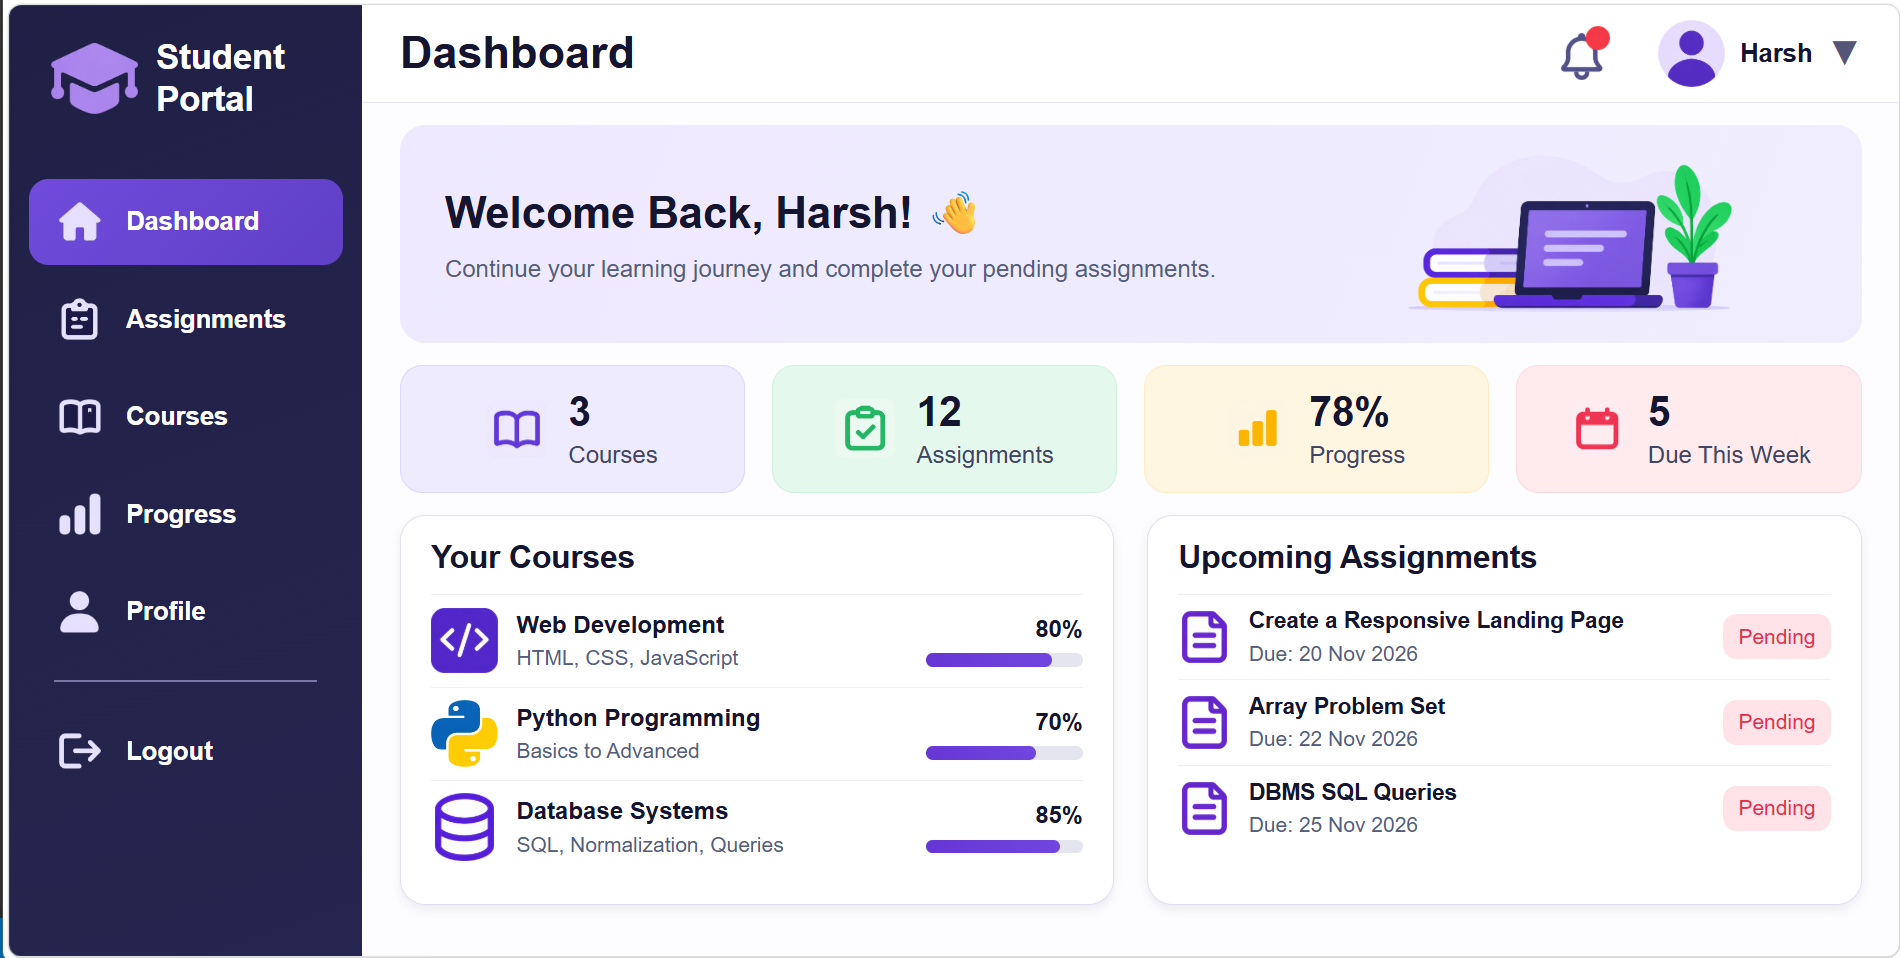 Student
Portal
Dashboard
Assignments
Courses
Progress
Profile
Logout
Dashboard
Harsh
Welcome Back, Harsh! 👋
Continue your learning journey and complete your pending assignments.
3
Courses
12
Assignments
78%
Progress
5
Due This Week
Your Courses
Web Development
HTML, CSS, JavaScript
80%
Python Programming
Basics to Advanced
70%
Database Systems
SQL, Normalization, Queries
85%
Upcoming Assignments
Create a Responsive Landing Page
Due: 20 Nov 2026
Pending
Array Problem Set
Due: 22 Nov 2026
Pending
DBMS SQL Queries
Due: 25 Nov 2026
Pending